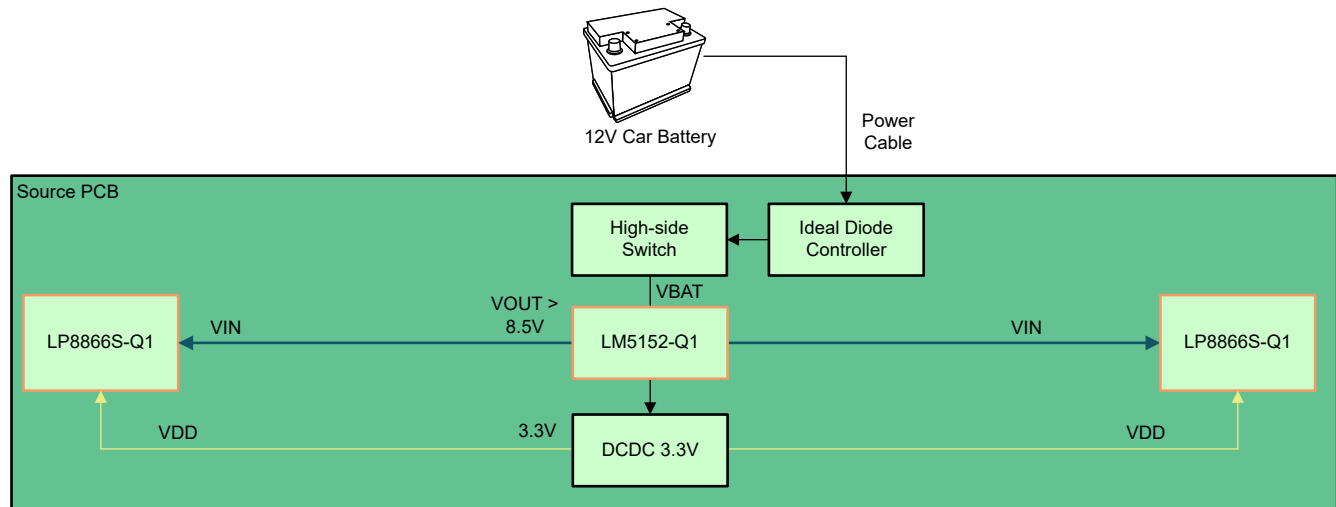 12V Car Battery
Power
Cable
Source PCB
High-side
Switch
Ideal Diode
Controller
VBAT
VOUT >
8.5V
LP8866S-Q1
VIN
LM5152-Q1
VIN
LP8866S-Q1
VDD
3.3V
DCDC 3.3V
VDD